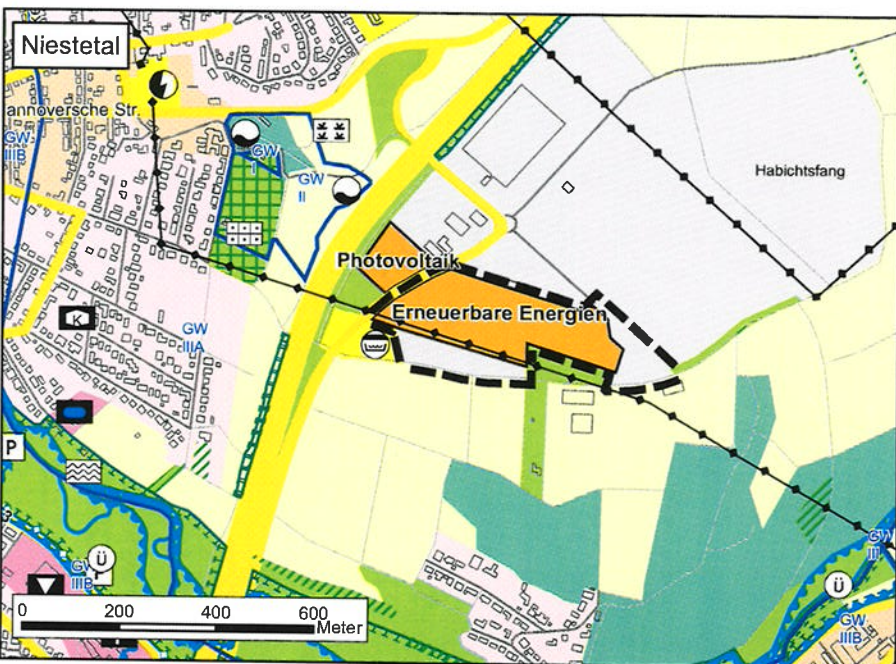 Niestetal
annoversche Str.
GW
IIIB
GW
I
GW
II
Habichtsfang
Photovoltaik
Erneuerbare Energien
K
GW
IIIA
P
Ü
IIIB
GW
III
Ü
GW
IIIB
0 200 400 600
Meter